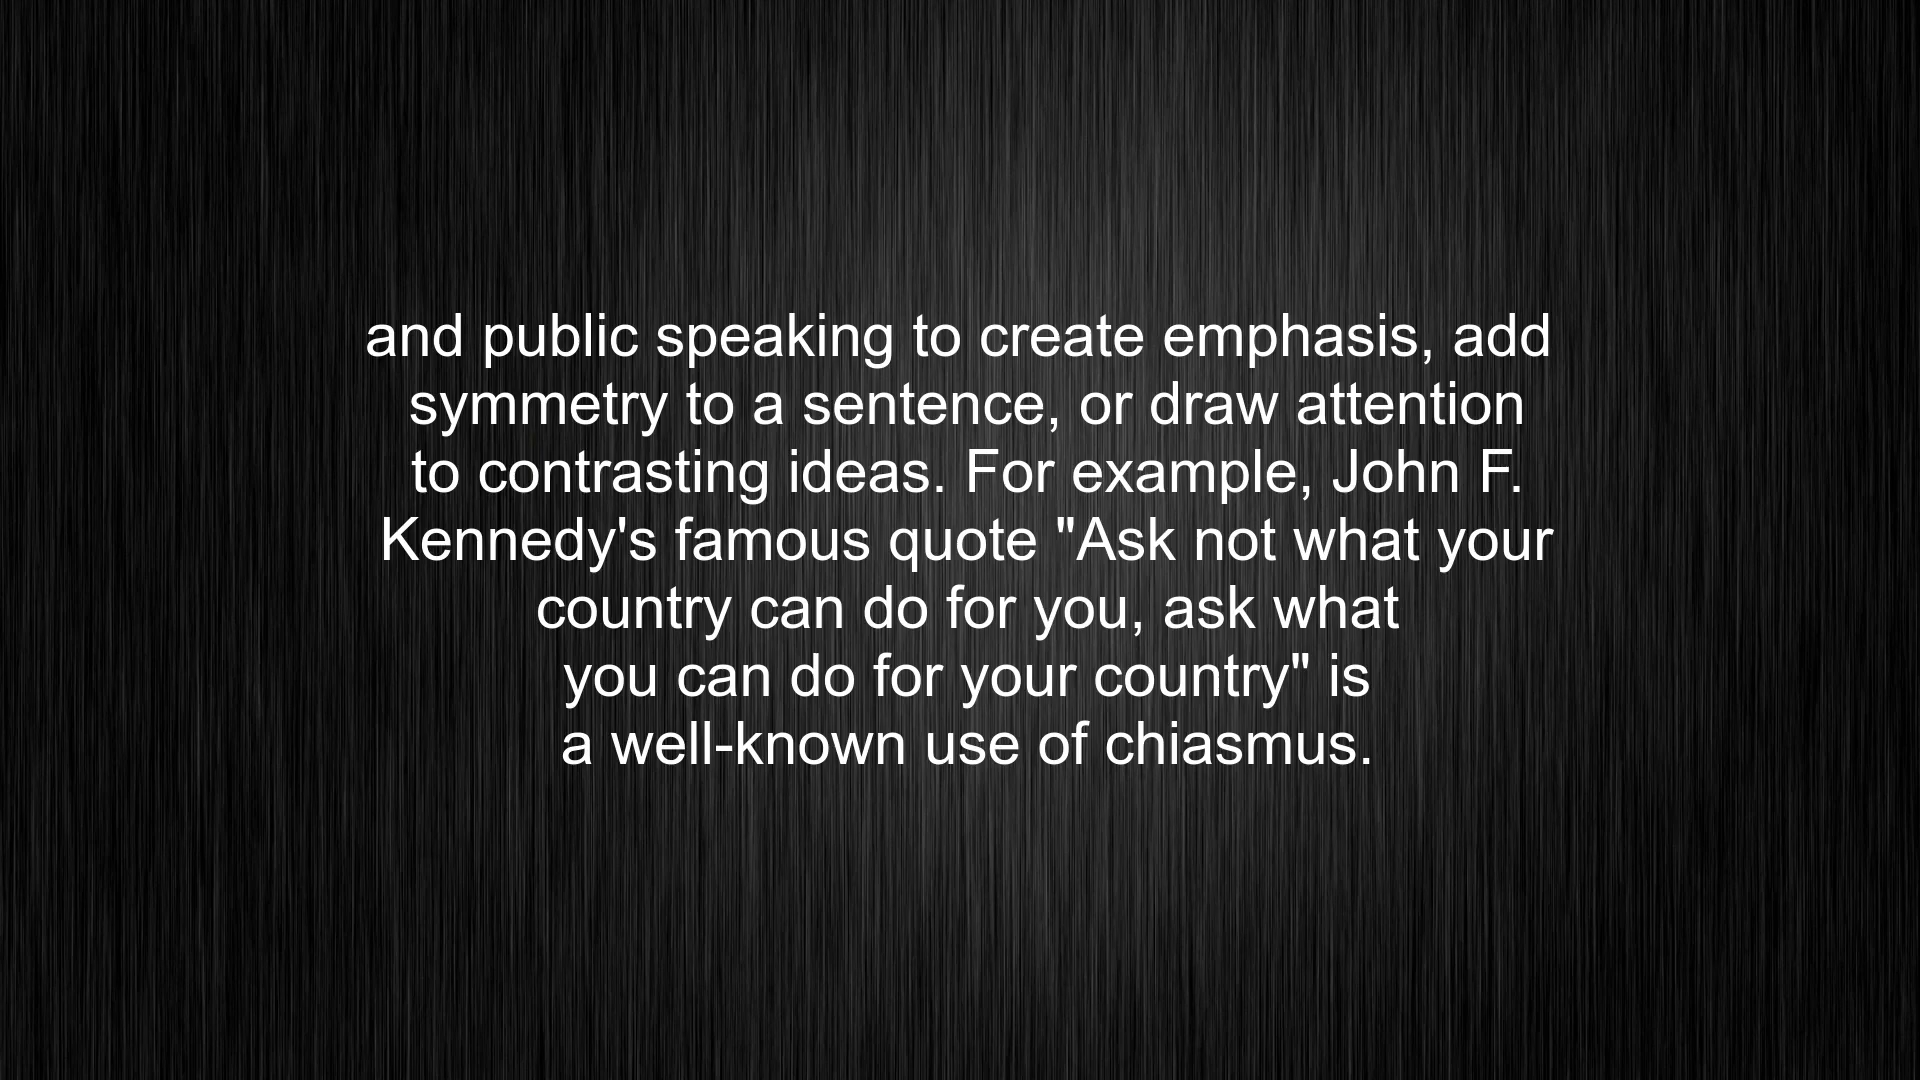 and public speaking to create emphasis, add
symmetry to a sentence, or draw attention
to contrasting ideas. For example, John F.
Kennedy's famous quote "Ask not what your
country can do for you, ask what
you can do for your country" is
a well-known use of chiasmus.